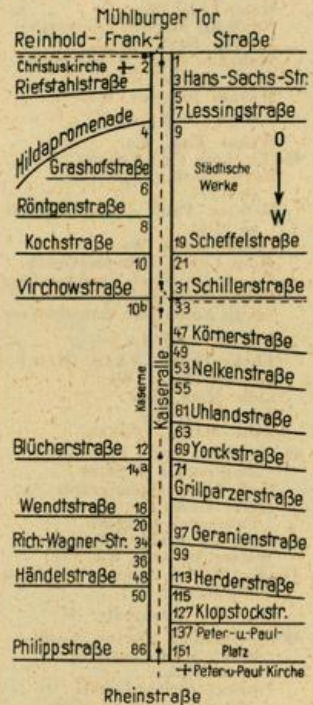 Mühlburger Tor
Reinhold-Frank-Straße
Christuskirche 2 1
Riefstahlstraße 3 Hans-Sachs-Str.
5
7 Lessingstraße
Hildapromenade 4 9
O
Grashofstraße Städtische
Werke
6
Röntgenstraße W
8
Kochstraße 19 Scheffelstraße
10 21
Virchowstraße 31 Schillerstraße
10b 33
47 Körnerstraße
49
Kaiserallee
Kaserne
53 Nelkenstraße
55
61 Uhlandstraße
63
Blücherstraße 12 69 Yorckstraße
14a 71
Grillparzerstraße
Wendtstraße 18
20
Rich.-Wagner-Str. 34 97 Geranienstraße
36 99
Händelstraße 48 113 Herderstraße
50 115
127 Klopstockstr.
137 Peter-u.-Paul-
Platz
Philippstraße 86 151
Peter-u-Paul Kirche
Rheinstraße